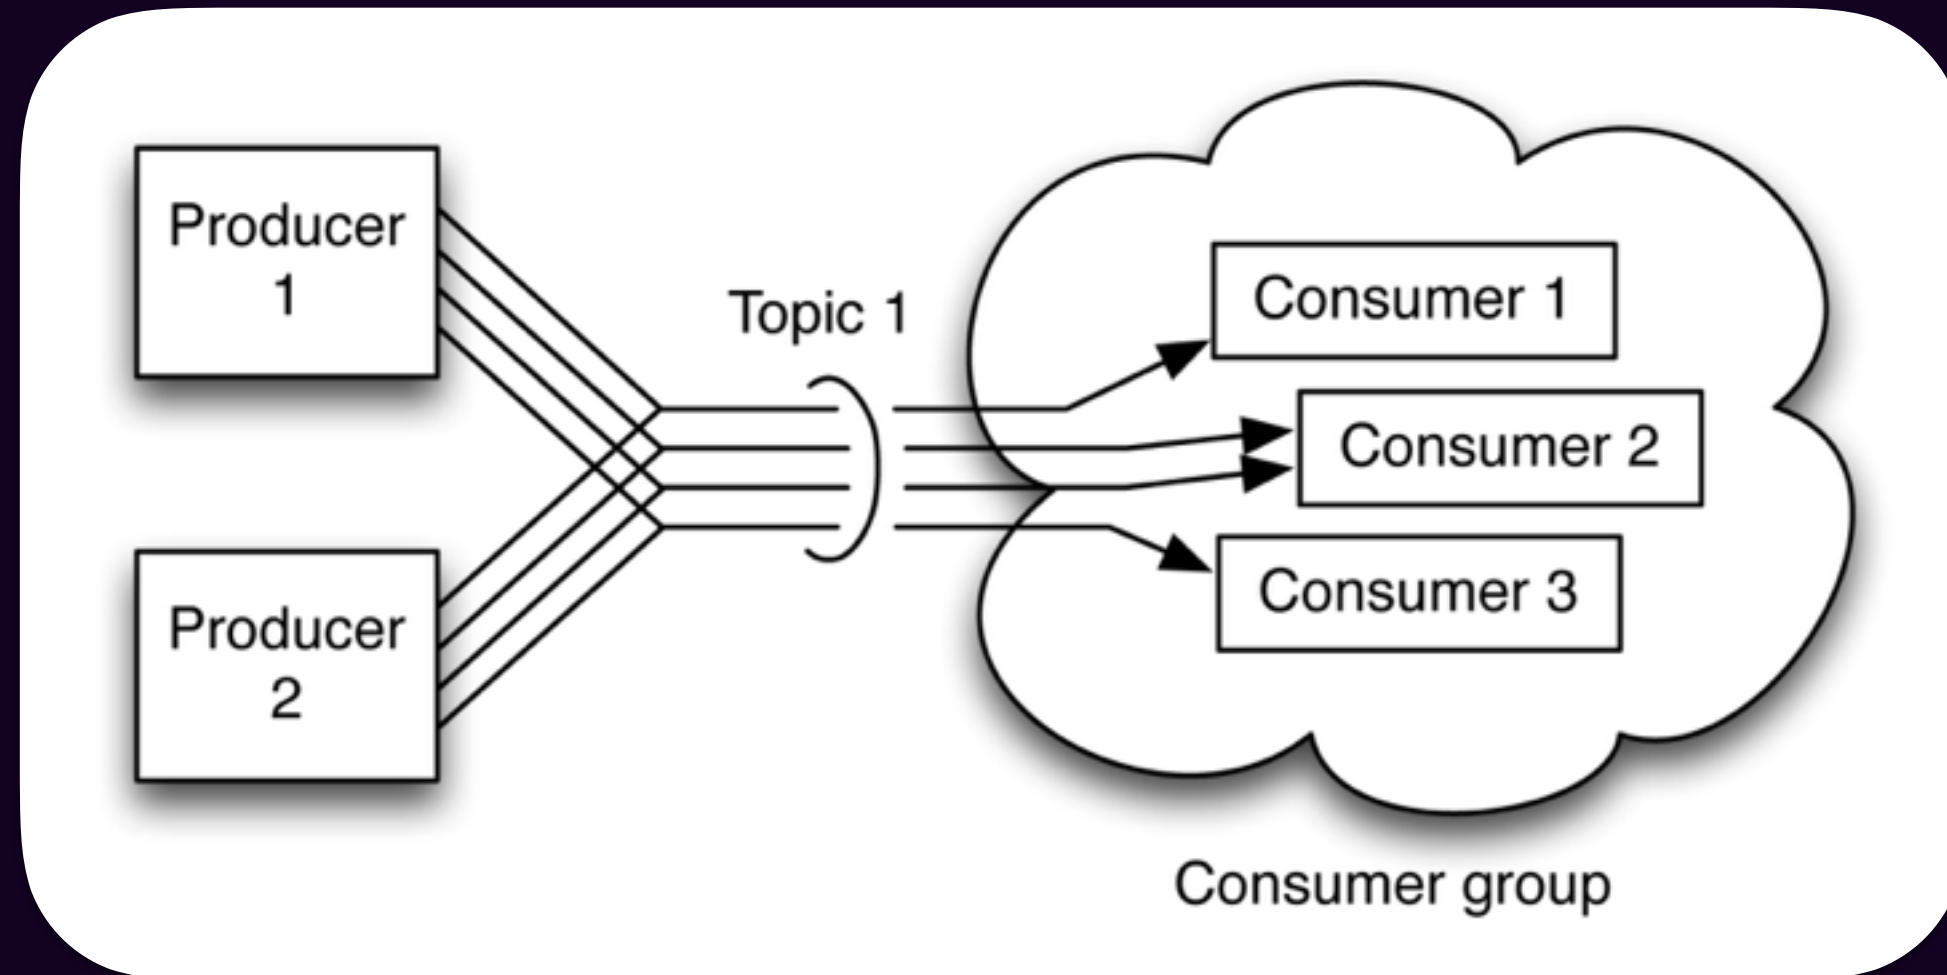 Producer
1
Topic 1
Consumer 1
Consumer 2
Consumer 3
Producer
2
Consumer group